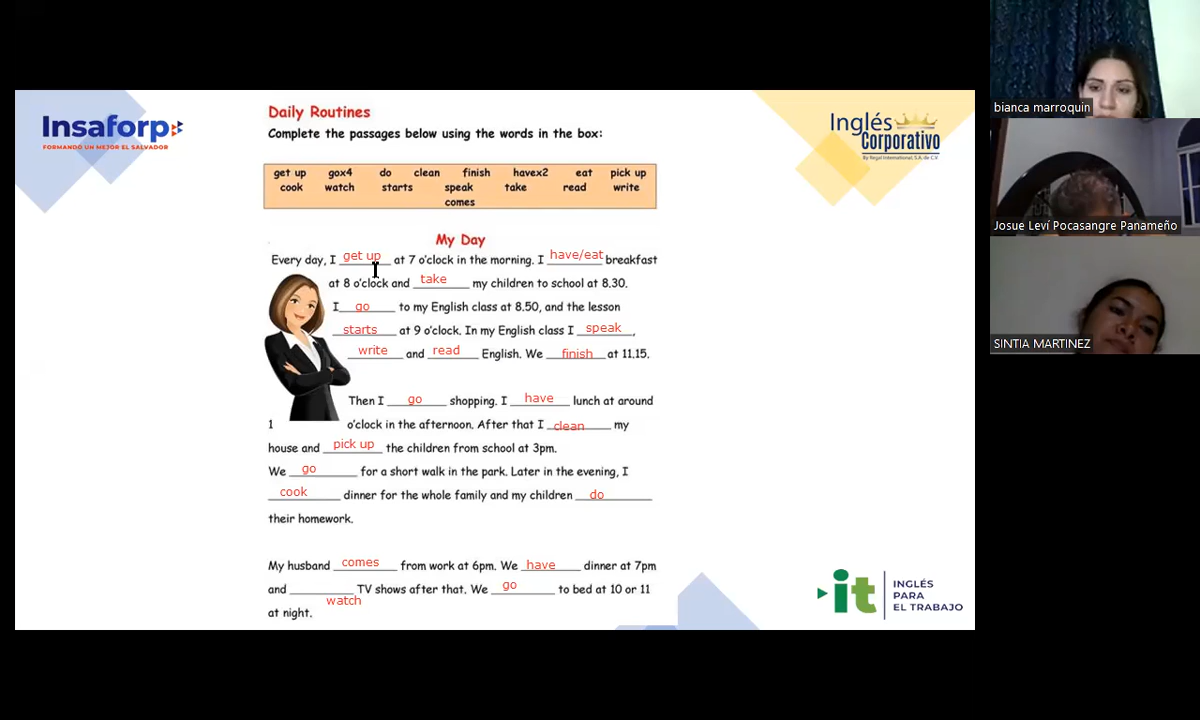 Insaforp
FORMANDO UN MEJOR EL SALVADOR
Daily Routines
Complete the passages below using the words in the box:
get up gox4 do clean finish havex2 eat pick up
cook watch starts speak take read write
comes
Inglés
Corporativo
By Regal International, S.A. de C.V.
My Day
Every day, I get up at 7 o'clock in the morning. I have/eat breakfast
at 8 o'clock and take my children to school at 8.30.
I go to my English class at 8.50, and the lesson
starts at 9 o'clock. In my English class I speak,
write and read English. We finish at 11.15.
Then I go shopping. I have lunch at around
1 o'clock in the afternoon. After that I clean my
house and pick up the children from school at 3pm.
We go for a short walk in the park. Later in the evening, I
cook dinner for the whole family and my children do
their homework.
My husband comes from work at 6pm. We have dinner at 7pm
and watch TV shows after that. We go to bed at 10 or 11
at night.
it
INGLÉS
PARA
EL TRABAJO
bianca marroquin
Josue Leví Pocasangre Panameño
SINTIA MARTINEZ